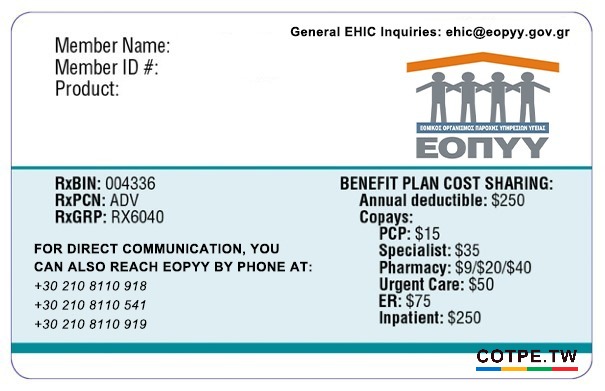 General EHIC Inquiries: ehic@eopyy.gov.gr
Member Name:
Member ID #:
Product:
ΕΘΝΙΚΟΣ ΟΡΓΑΝΙΣΜΟΣ ΠΑΡΟΧΗΣ ΥΠΗΡΕΣΙΩΝ ΥΓΕΙΑΣ
ΕΟΠΥΥ
RxBIN: 004336
RxPCN: ADV
RxGRP: RX6040
FOR DIRECT COMMUNICATION, YOU
CAN ALSO REACH EOPYY BY PHONE AT:
+30 210 8110 918
+30 210 8110 541
+30 210 8110 919
BENEFIT PLAN COST SHARING:
Annual deductible: $250
Copays:
PCP: $15
Specialist: $35
Pharmacy: $9/$20/$40
Urgent Care: $50
ER: $75
Inpatient: $250
COTPE.TW